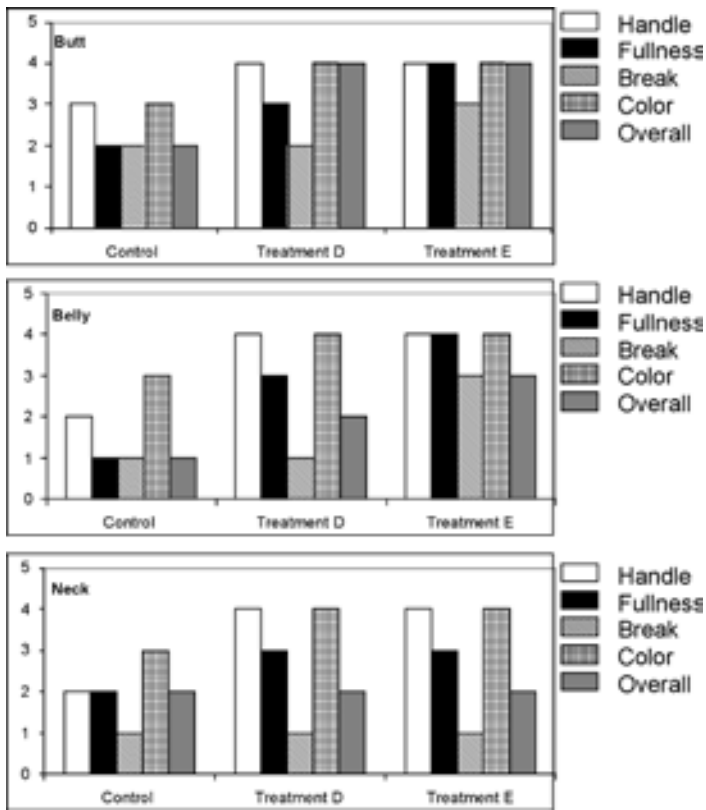 Butt
5
4
3
2
1
0
Control Treatment D Treatment E
Handle
Fullness
Break
Color
Overall
Belly
5
4
3
2
1
0
Control Treatment D Treatment E
Handle
Fullness
Break
Color
Overall
Neck
5
4
3
2
1
0
Control Treatment D Treatment E
Handle
Fullness
Break
Color
Overall